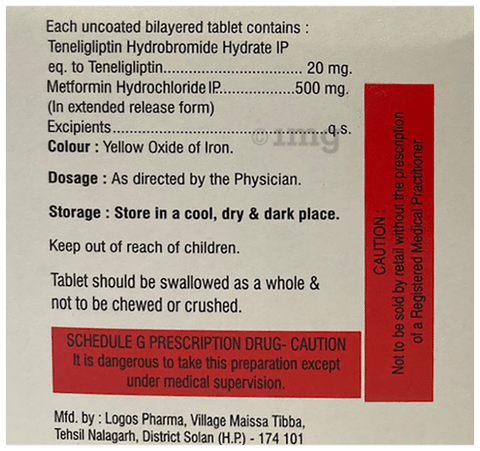 Each uncoated bilayered tablet contains :
Teneligliptin Hydrobromide Hydrate IP
eq. to Teneligliptin.............................. 20 mg.
Metformin Hydrochloride IP................500 mg.
(In extended release form)
Excipients................................................q.s.
Colour : Yellow Oxide of Iron.
Dosage : As directed by the Physician.
Storage : Store in a cool, dry & dark place.
Keep out of reach of children.
Tablet should be swallowed as a whole &
not to be chewed or crushed.
SCHEDULE G PRESCRIPTION DRUG- CAUTION
It is dangerous to take this preparation except
under medical supervision.
Mfd. by : Logos Pharma, Village Maissa Tibba,
Tehsil Nalagarh, District Solan (H.P.) - 174 101
CAUTION :
Not to be sold by retail without the prescription
of a Registered Medical Practitioner.
1mg